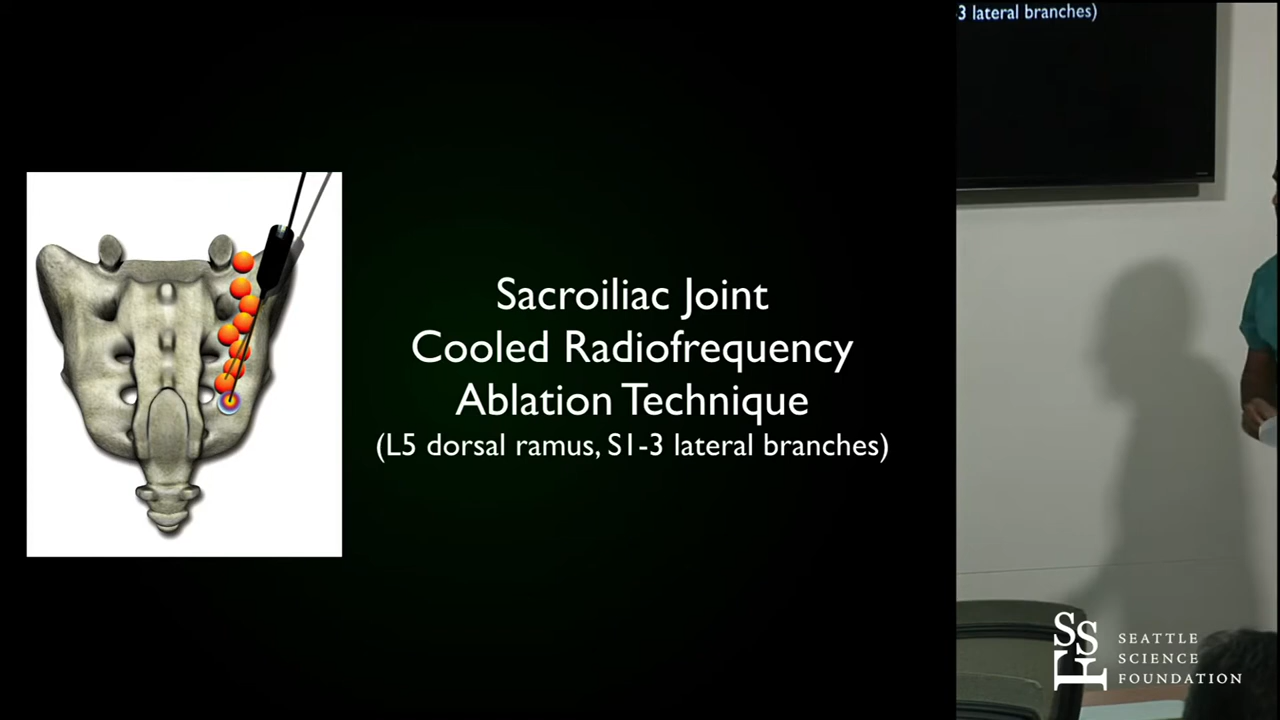 Sacroiliac Joint
Cooled Radiofrequency
Ablation Technique
(L5 dorsal ramus, S1-3 lateral branches)
3 lateral branches)
SSF
SEATTLE
SCIENCE
FOUNDATION